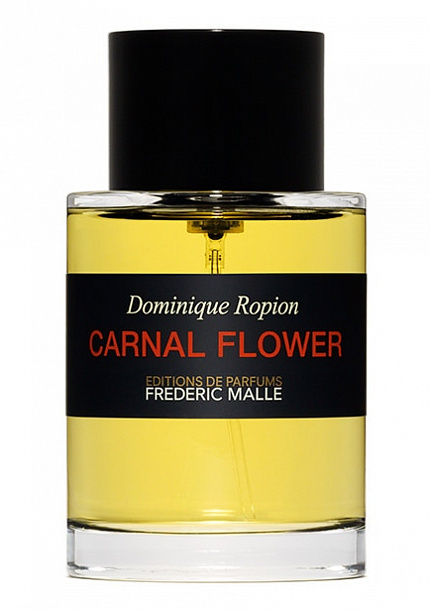 Dominique Ropion
CARNAL FLOWER
EDITIONS DE PARFUMS
FREDERIC MALLE